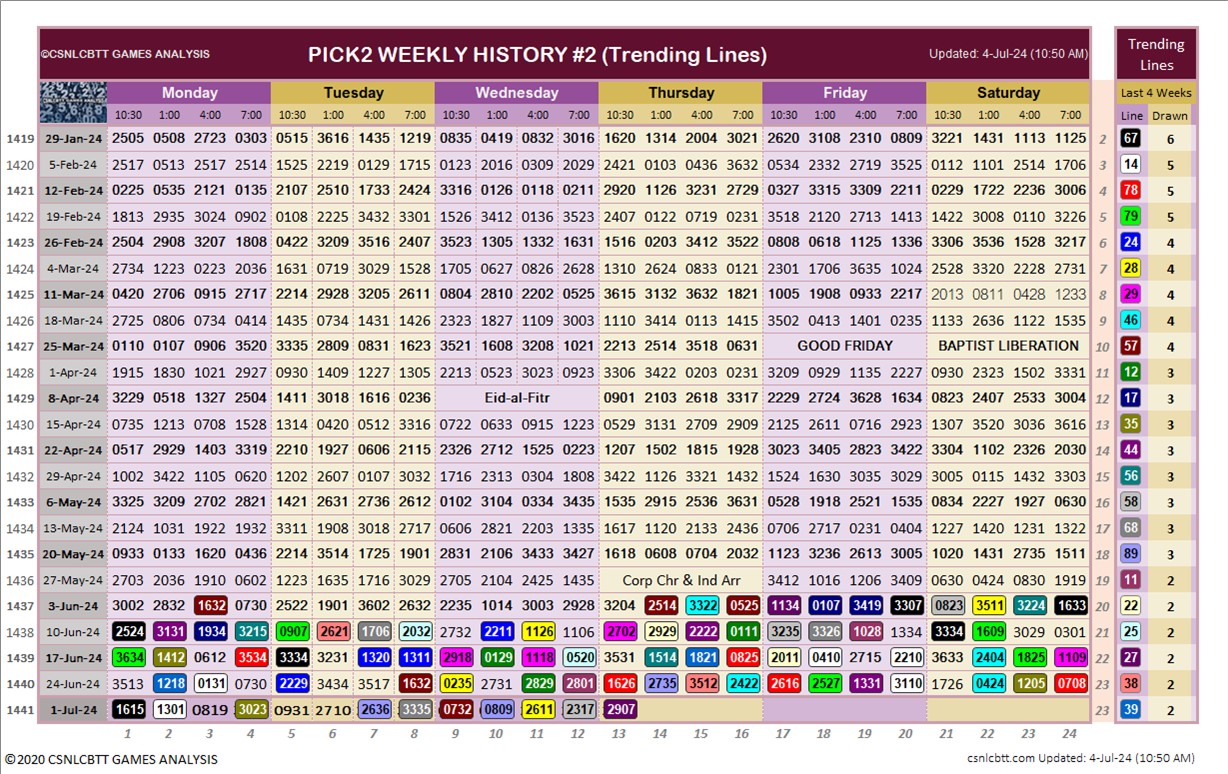 ©CSNLCBTT GAMES ANALYSIS PICK2 WEEKLY HISTORY #2 (Trending Lines) Updated: 4-Jul-24 (10:50 AM) Trending Lines
Monday Tuesday Wednesday Thursday Friday Saturday Last 4 Weeks
10:30 1:00 4:00 7:00 10:30 1:00 4:00 7:00 10:30 1:00 4:00 7:00 10:30 1:00 4:00 7:00 10:30 1:00 4:00 7:00 10:30 1:00 4:00 7:00 Line Drawn
1419 29-Jan-24 2505 0508 2723 0303 0515 3616 1435 1219 0835 0419 0832 3016 1620 1314 2004 3021 2620 3108 2310 0809 3221 1431 1113 1125 2 67 6
1420 5-Feb-24 2517 0513 2517 2514 1525 2219 0129 1715 0123 2016 0309 2029 2421 0103 0436 3632 0534 2332 2719 3525 0112 1101 2514 1706 3 14 5
1421 12-Feb-24 0225 0535 2121 0135 2107 2510 1733 2424 3316 0126 0118 0211 2920 1126 3231 2729 0327 3315 3309 2211 0229 1722 2236 3006 4 78 5
1422 19-Feb-24 1813 2935 3024 0902 0108 2225 3432 3301 1526 3412 0136 3523 2407 0122 0719 0231 3518 2120 2713 1413 1422 3008 0110 3226 5 79 5
1423 26-Feb-24 2504 2908 3207 1808 0422 3209 3516 2407 3523 1305 1332 1631 1516 0203 3412 3522 0808 0618 1125 1336 3306 3536 1528 3217 6 24 4
1424 4-Mar-24 2734 1223 0223 2036 1631 0719 3029 1528 1705 0627 0826 2628 1310 2624 0833 0121 2301 1706 3635 1024 2528 3320 2228 2731 7 28 4
1425 11-Mar-24 0420 2706 0915 2717 2214 2928 3205 2617 0804 2810 2202 0525 3615 3132 3632 1821 1005 1908 0933 2217 2013 0811 0428 1233 8 29 4
1426 18-Mar-24 2725 0806 0734 0414 1435 0734 1431 1426 2323 1827 1109 3003 1110 3414 0113 1415 3502 0413 1401 0235 1133 2636 1122 1535 9 46 4
1427 25-Mar-24 0110 0107 0906 3520 3335 2809 0831 1623 3521 1608 3208 1021 2213 2514 3518 0631 GOOD FRIDAY BAPTIST LIBERATION 10 57 4
1428 1-Apr-24 1915 1830 1021 2927 0930 1409 1227 1305 2213 0523 3023 0923 3306 3422 0203 0231 3209 0929 1135 2227 0930 2323 1502 3331 11 12 3
1429 8-Apr-24 3229 0518 1327 2504 1411 3018 1616 0236 Eid-al-Fitr 0901 2103 2618 3317 2229 2724 3628 1634 0823 2407 2533 3004 12 17 3
1430 15-Apr-24 0735 1213 0708 1528 1314 0420 0512 3319 0722 0633 0915 1223 0529 3131 2709 2909 2125 2611 0716 2923 1307 3520 3036 3616 13 35 3
1431 22-Apr-24 0517 2929 1403 3319 2210 1927 0606 2113 2326 2712 1525 0223 1207 1502 1815 1928 3023 3405 2823 3422 3304 1102 2326 2030 14 44 3
1432 29-Apr-24 1002 3422 1105 0620 1202 2607 0107 3032 1716 2315 0304 1808 3422 1126 3321 1432 1524 1630 3035 3029 3005 0115 1432 3303 15 56 3
1433 6-May-24 3325 3209 2702 2821 1421 2631 2736 2612 0102 3104 0334 3435 1535 2915 2536 3631 0528 1918 2521 1535 0834 2227 1927 0630 16 58 3
1434 13-May-24 2124 1031 1922 1932 3311 1908 3018 2717 0606 2821 2203 1335 1617 1120 2133 2436 0706 2717 0231 0404 1227 1420 1231 1322 17 68 3
1435 20-May-24 0933 0133 1620 0436 2214 3514 1725 1901 2831 2106 3433 3427 1618 0608 0704 2032 1123 3236 2613 3005 1020 1431 2735 1511 18 89 3
1436 27-May-24 2703 2036 1910 0602 1223 1635 1716 3029 2705 2104 2425 1435 Corp Chr & Ind Arr 3412 1016 1206 3409 0630 0424 0830 1919 19 11 2
1437 3-Jun-24 3002 2832 1632 0730 2522 1901 3602 2632 2235 1014 3003 2928 3204 2514 3322 0525 1134 0107 3419 3307 0823 3511 3224 1633 20 22 2
1438 10-Jun-24 2524 3131 1934 3215 0907 2621 1706 2032 2732 2211 1126 1106 2702 2929 2222 0111 3235 3326 1028 1334 3334 1609 3029 0301 21 25 2
1439 17-Jun-24 3634 1412 0612 3534 3334 3231 1320 1311 2918 0129 1118 0520 3531 1514 1821 0825 2011 0410 2715 2210 3633 2404 1825 1109 22 27 2
1440 24-Jun-24 3513 1218 0131 0730 2229 3434 3517 1632 0235 2731 2829 2801 1626 2735 3512 2422 2616 2527 1331 3110 1726 0424 1205 0708 23 38 2
1441 1-Jul-24 1615 1301 0819 3023 0931 2710 2636 3335 0732 0809 2611 2317 2907 23 39 2
1 2 3 4 5 6 7 8 9 10 11 12 13 14 15 16 17 18 19 20 21 22 23 24
©2020 CSNLCBTT GAMES ANALYSIS csnlcbtt.com Updated: 4-Jul-24 (10:50 AM)